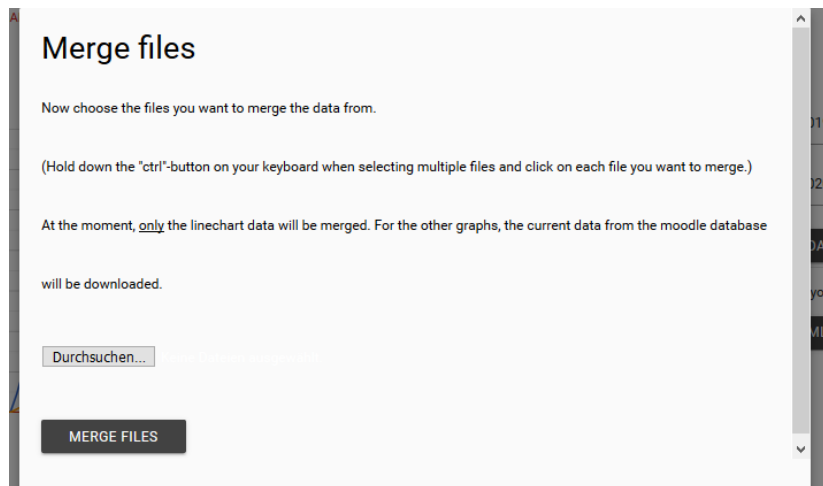 Merge files
Now choose the files you want to merge the data from.
(Hold down the "ctrl"-button on your keyboard when selecting multiple files and click on each file you want to merge.)
At the moment, only the linechart data will be merged. For the other graphs, the current data from the moodle database
will be downloaded.
Durchsuchen...
MERGE FILES